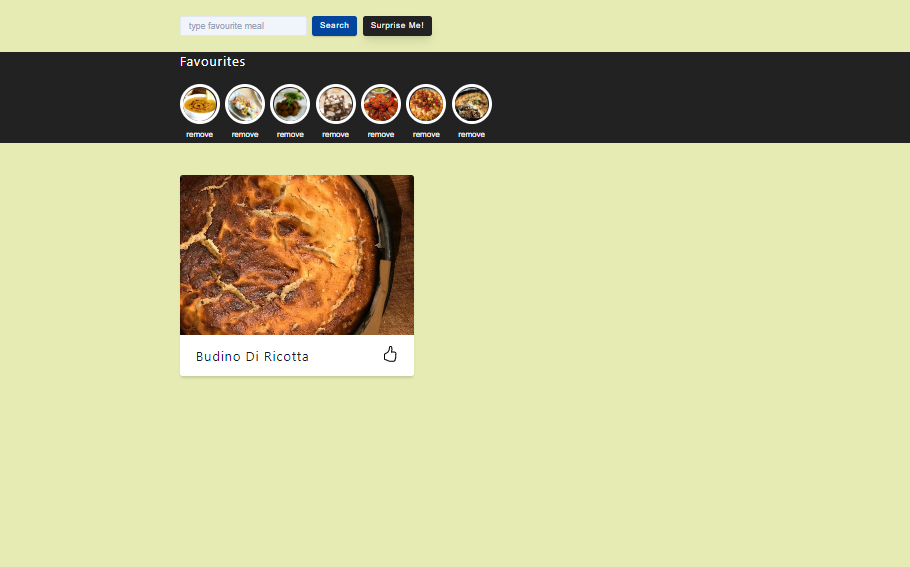 type favourite meal Search Surprise Me!
Favourites
remove remove remove remove remove remove remove
Budino Di Ricotta